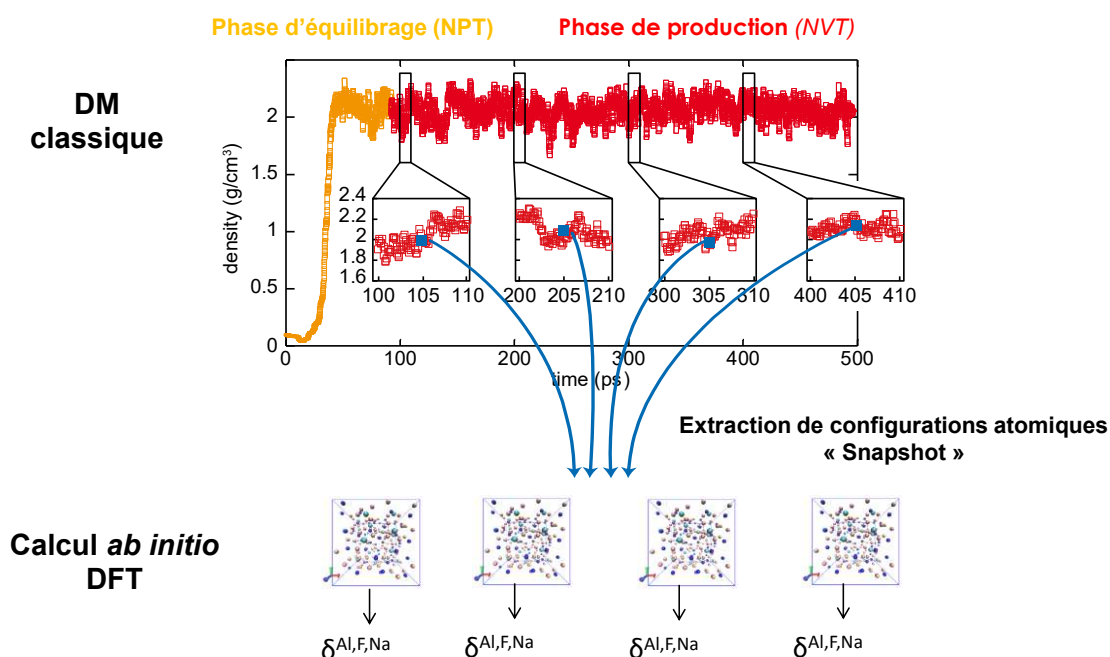 Phase d'équilibrage (NPT)
Phase de production (NVT)
DM
classique
density (g/cm³)
2
1.5
1
0.5
0
2.4
2.2
2
1.8
1.6
100 105 110
200 205 210
300 305 310
400 405 410
0 100 200 300 400 500
time (ps)
Extraction de configurations atomiques
« Snapshot »
Calcul ab initio
DFT
δAl,F,Na
δAl,F,Na
δAl,F,Na
δAl,F,Na